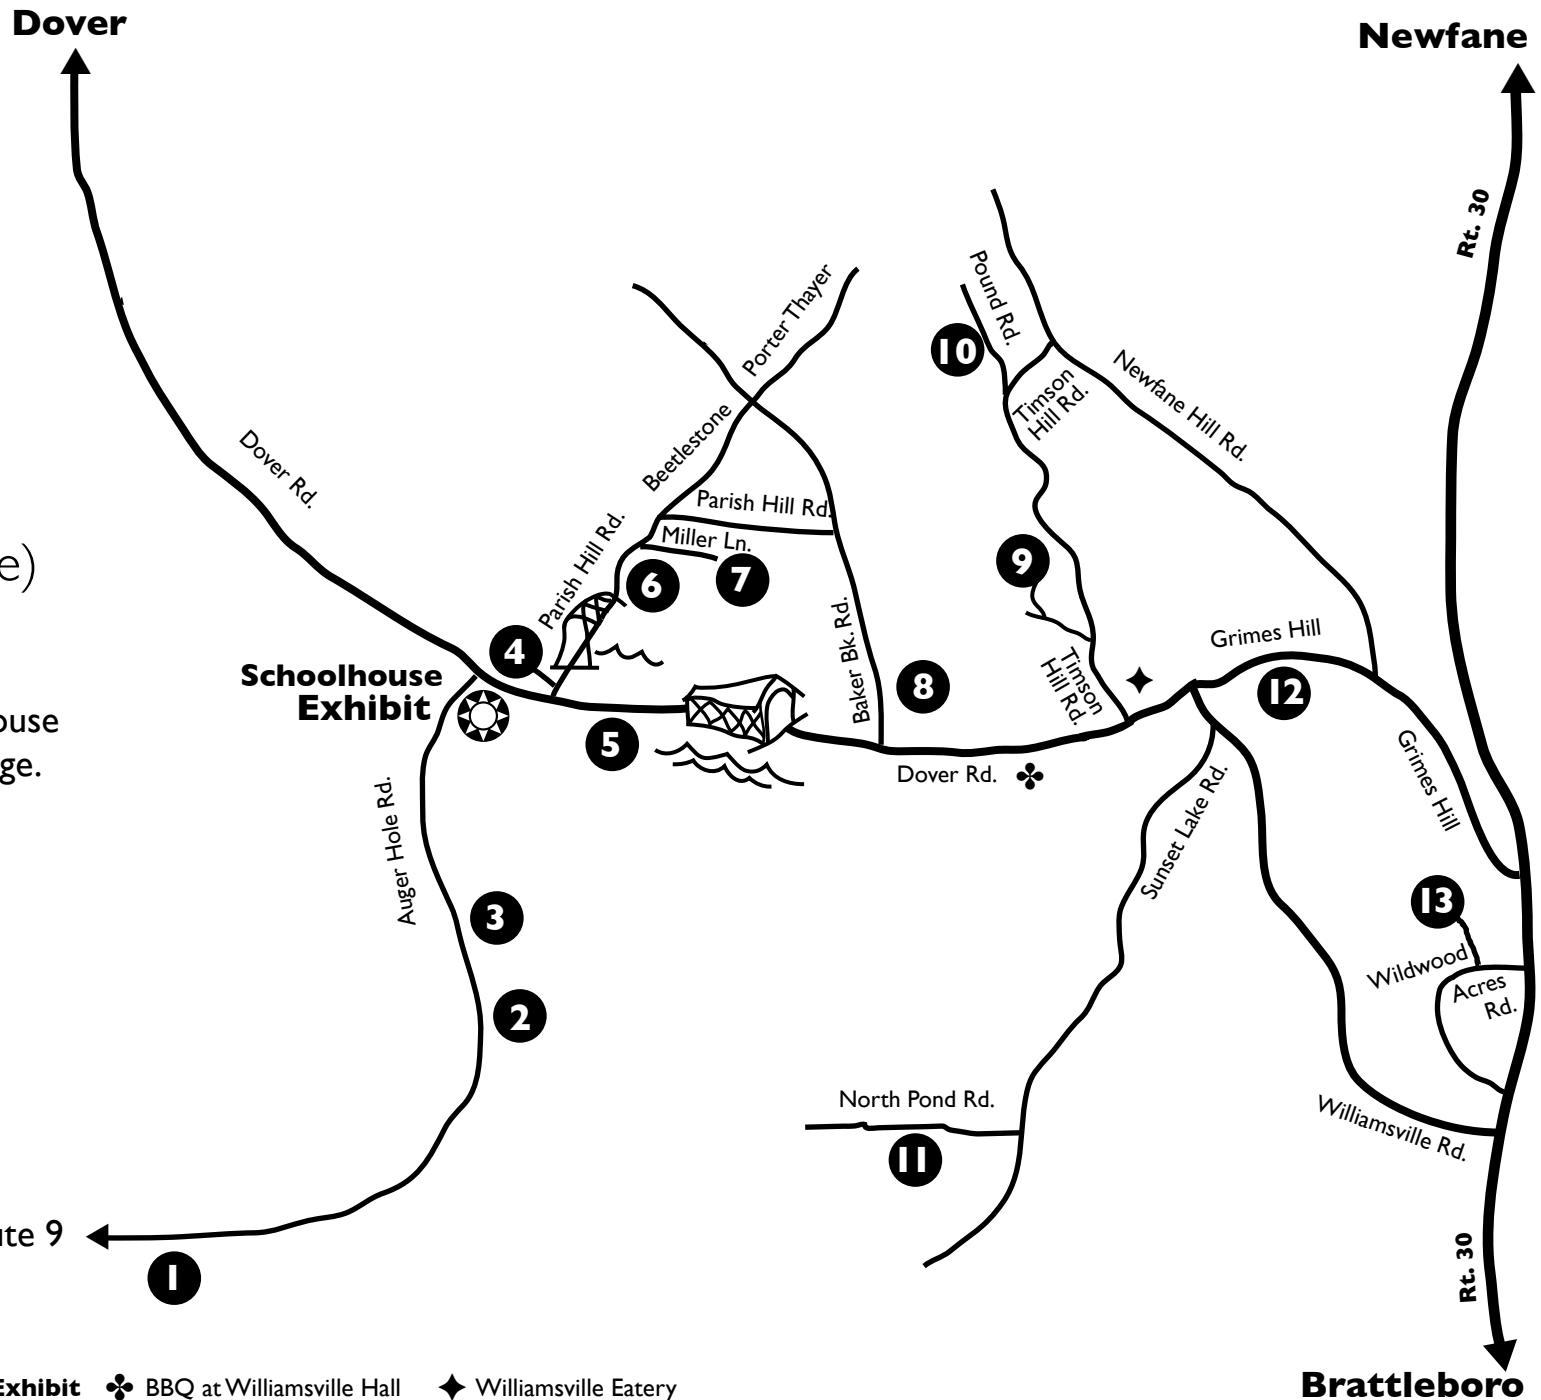 Dover
Newfane
Rt. 30
Pound Rd.
Porter Thayer
Timson
Hill Rd.
Newfane Hill Rd.
10
Dover Rd.
Beetlestone
Parish Hill Rd.
Parish Hill Rd.
Miller Ln.
6
7
9
e)
4
Schoolhouse
Exhibit
ouse
ge.
5
Baker Bk. Rd.
8
Timson
Hill Rd.
Grimes Hill
12
Dover Rd.
Grimes Hill
Auger Hole Rd.
Sunset Lake Rd.
3
2
13
Wildwood
Acres
Rd.
North Pond Rd.
11
Williamsville Rd.
ute 9
1
Rt. 30
Exhibit BBQ at Williamsville Hall Williamsville Eatery
Brattleboro